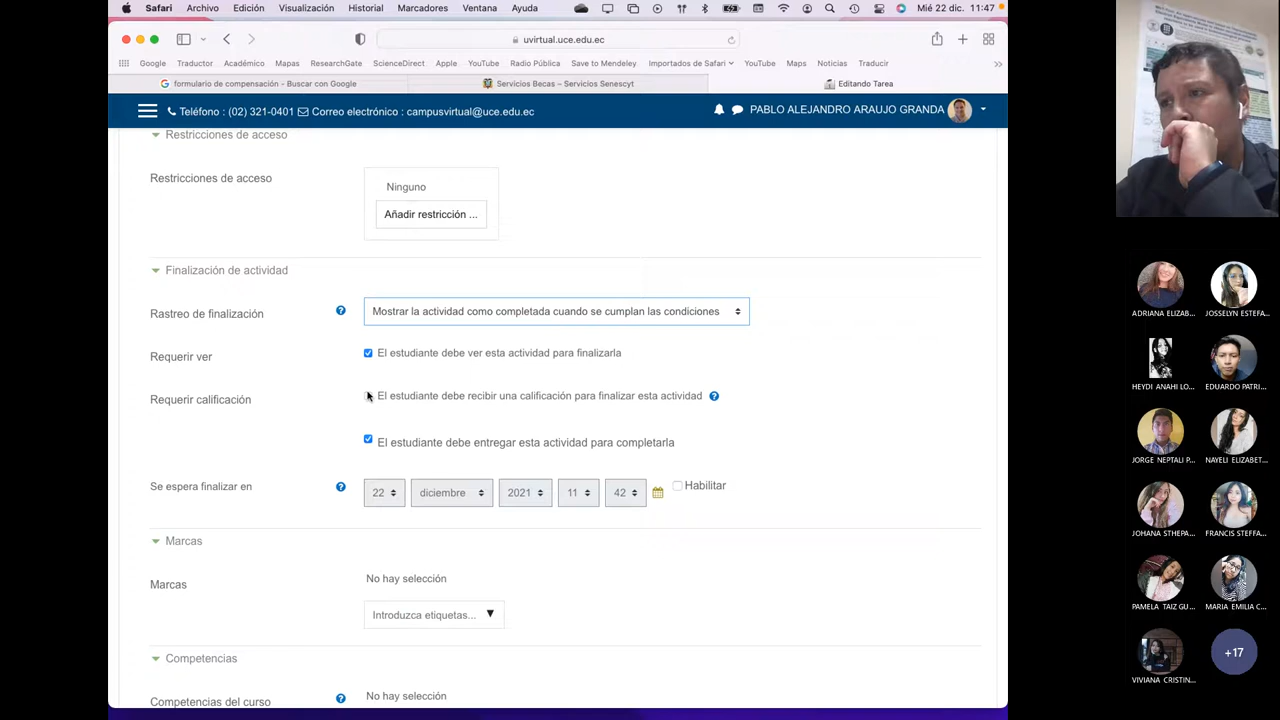 Safari Archivo Edición Visualización Historial Marcadores Ventana Ayuda Mié 22 dic. 11:47
uvirtual.uce.edu.ec
Google Traductor Académico Mapas ResearchGate ScienceDirect Apple YouTube Radio Pública Save to Mendeley Importados de Safari YouTube Maps Noticias Traducir
formulario de compensación - Buscar con Google Servicios Becas – Servicios Senescyt Editando Tarea
Teléfono : (02) 321-0401 Correo electrónico : campusvirtual@uce.edu.ec PABLO ALEJANDRO ARAUJO GRANDA
Restricciones de acceso
Restricciones de acceso Ninguno
Añadir restricción ...
Finalización de actividad
Rastreo de finalización Mostrar la actividad como completada cuando se cumplan las condiciones
Requerir ver El estudiante debe ver esta actividad para finalizarla
Requerir calificación El estudiante debe recibir una calificación para finalizar esta actividad
El estudiante debe entregar esta actividad para completarla
Se espera finalizar en 22 diciembre 2021 11 42 Habilitar
Marcas
Marcas No hay selección
Introduzca etiquetas... ▼
Competencias
Competencias del curso No hay selección
ADRIANA ELIZAB... JOSSELYN ESTEFA...
HEYDI ANAHI LO... EDUARDO PATRI...
JORGE NEPTALI P... NAYELI ELIZABET...
JOHANA STHEPA... FRANCIS STEFFA...
PAMELA TAIZ GU... MARIA EMILIA C...
VIVIANA CRISTIN... +17